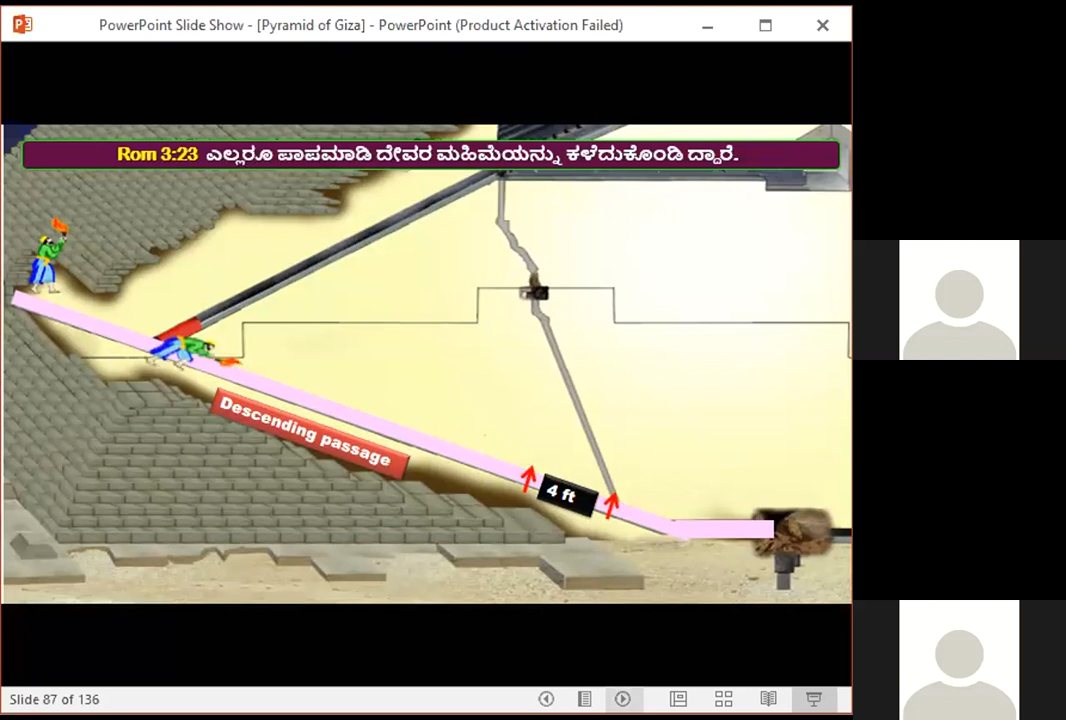 PowerPoint Slide Show - [Pyramid of Giza] - PowerPoint (Product Activation Failed)
Rom 3:23 ಎಲ್ಲರೂ ಪಾಪಮಾಡಿ ದೇವರ ಮಹಿಮೆಯನ್ನು ಕಳೆದುಕೊಂಡಿ ದ್ದಾರೆ.
Descending passage
4 ft
Slide 87 of 136